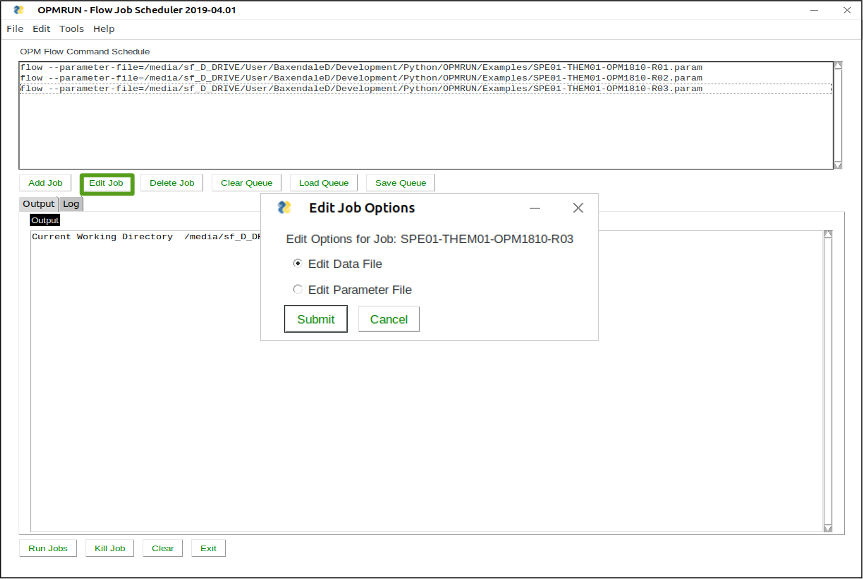 OPMRUN - Flow Job Scheduler 2019-04.01
File Edit Tools Help
OPM Flow Command Schedule
flow --parameter-file=/media/sf_D_DRIVE/User/BaxendaleD/Development/Python/OPMRUN/Examples/SPE01-THEM01-OPM1810-R01.param
flow --parameter-file=/media/sf_D_DRIVE/User/BaxendaleD/Development/Python/OPMRUN/Examples/SPE01-THEM01-OPM1810-R02.param
flow --parameter-file=/media/sf_D_DRIVE/User/BaxendaleD/Development/Python/OPMRUN/Examples/SPE01-THEM01-OPM1810-R03.param
Add Job Edit Job Delete Job Clear Queue Load Queue Save Queue
Output Log
Output
Current Working Directory /media/sf_D_DR
Edit Job Options
Edit Options for Job: SPE01-THEM01-OPM1810-R03
Edit Data File
Edit Parameter File
Submit Cancel
Run Jobs Kill Job Clear Exit